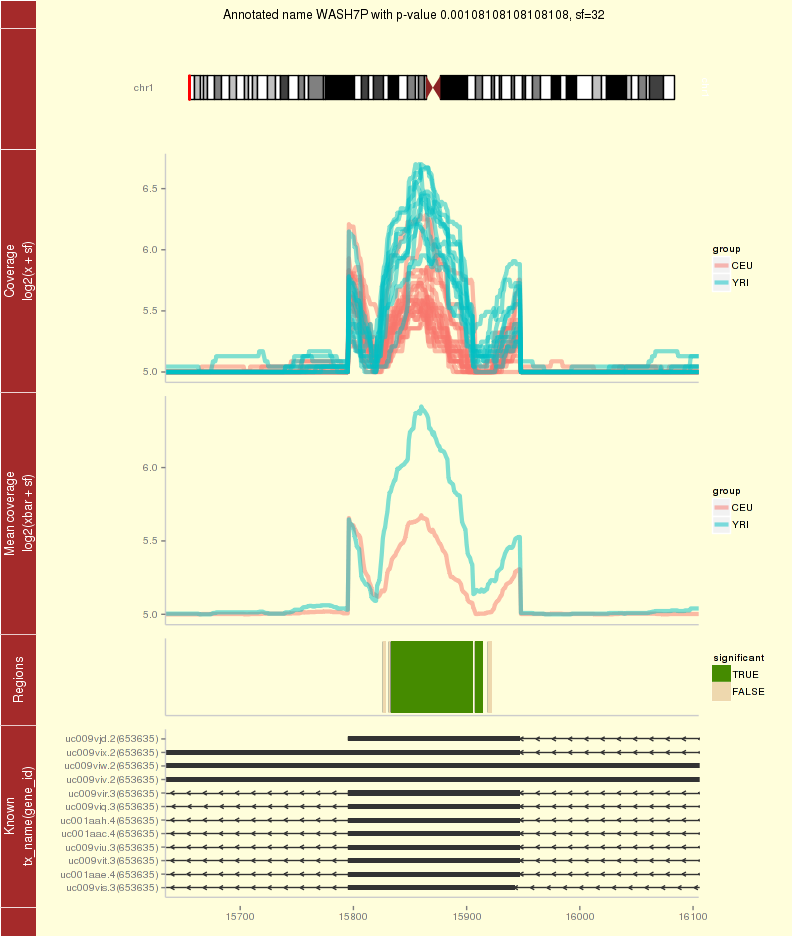 Annotated name WASH7P with p-value 0.00108108108108108, sf=32
chr1
Coverage
log2(x + sf)
6.5
6.0
5.5
5.0
group
CEU
YRI
Mean coverage
log2(xbar + sf)
6.0
5.5
5.0
group
CEU
YRI
Regions
significant
TRUE
FALSE
Known
tx_name(gene_id)
uc009vjd.2(653635)
uc009vix.2(653635)
uc009viw.2(653635)
uc009viv.2(653635)
uc009vir.3(653635)
uc009viq.3(653635)
uc001aah.4(653635)
uc001aac.4(653635)
uc009viu.3(653635)
uc009vit.3(653635)
uc001aae.4(653635)
uc009vis.3(653635)
15700
15800
15900
16000
16100